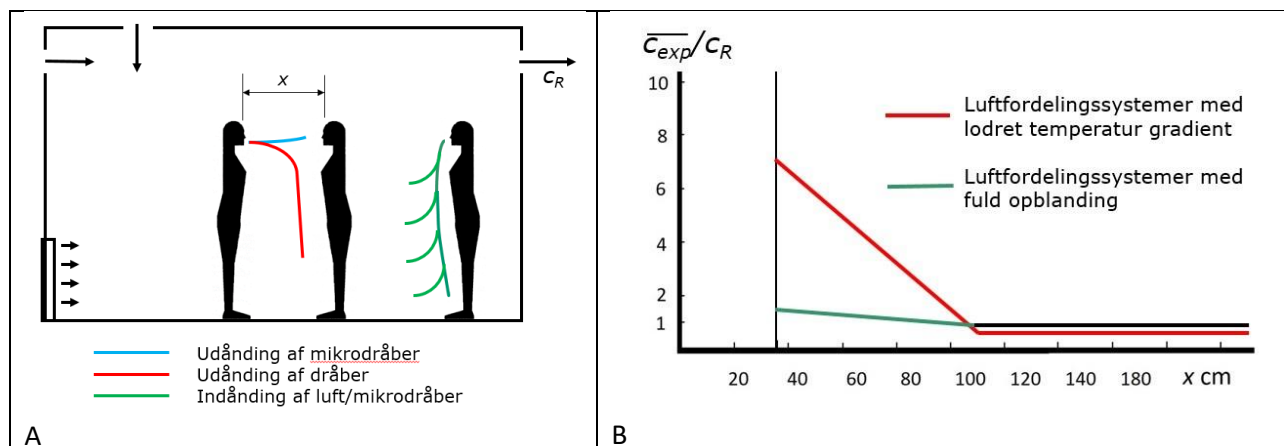 x
c_R
Udånding af mikrodråber
Udånding af dråber
Indånding af luft/mikrodråber
A
c_exp/c_R
10
8
6
4
2
1
Luftfordelingssystemer med
lodret temperatur gradient
Luftfordelingssystemer med
fuld opblanding
20 40 60 80 100 120 140 180 x cm
B